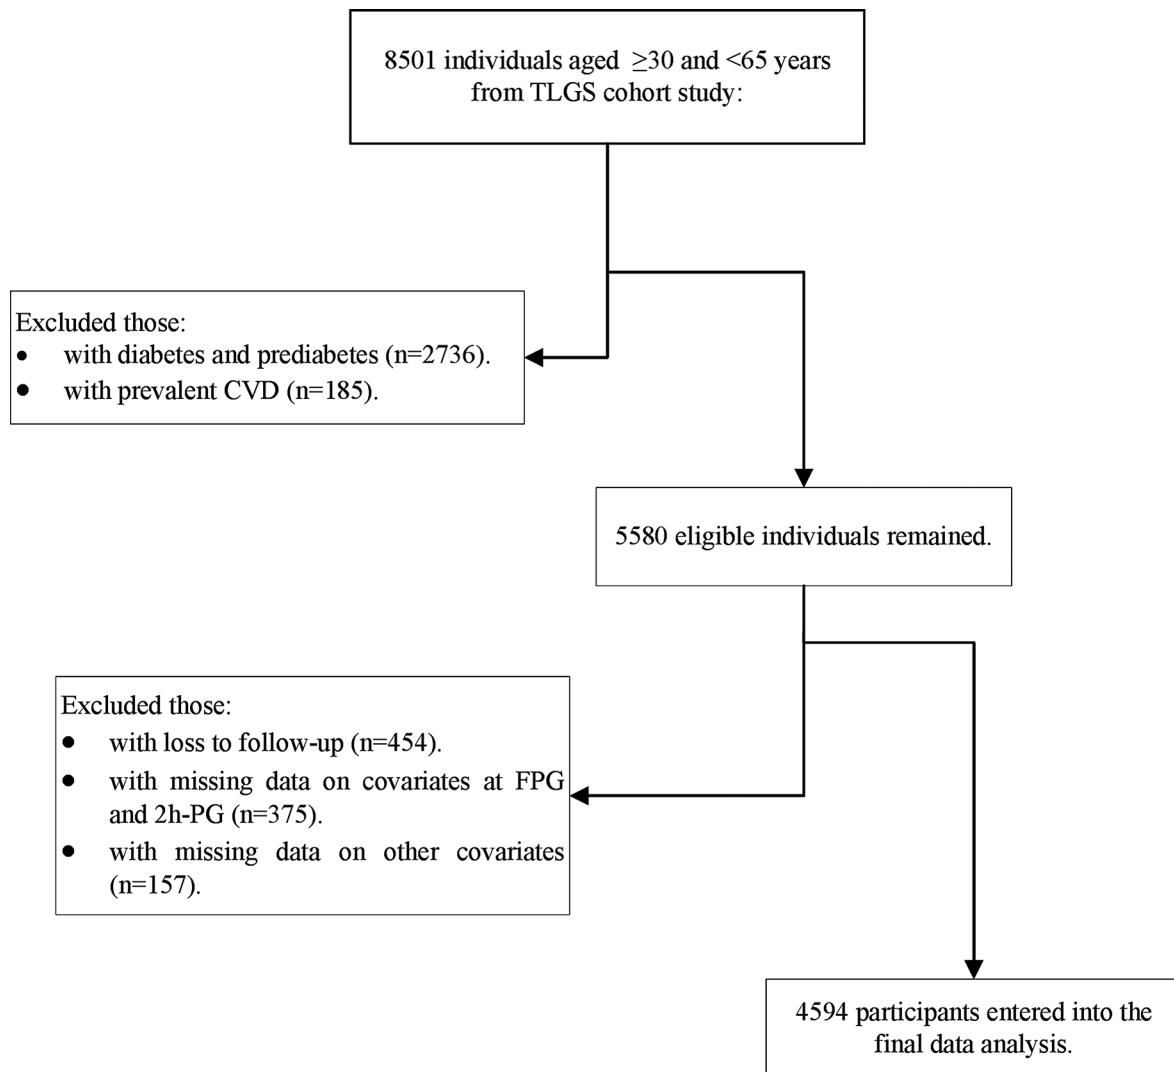 8501 individuals aged ≥30 and <65 years
from TLGS cohort study:
Excluded those:
• with diabetes and prediabetes (n=2736).
• with prevalent CVD (n=185).
5580 eligible individuals remained.
Excluded those:
• with loss to follow-up (n=454).
• with missing data on covariates at FPG
and 2h-PG (n=375).
• with missing data on other covariates
(n=157).
4594 participants entered into the
final data analysis.